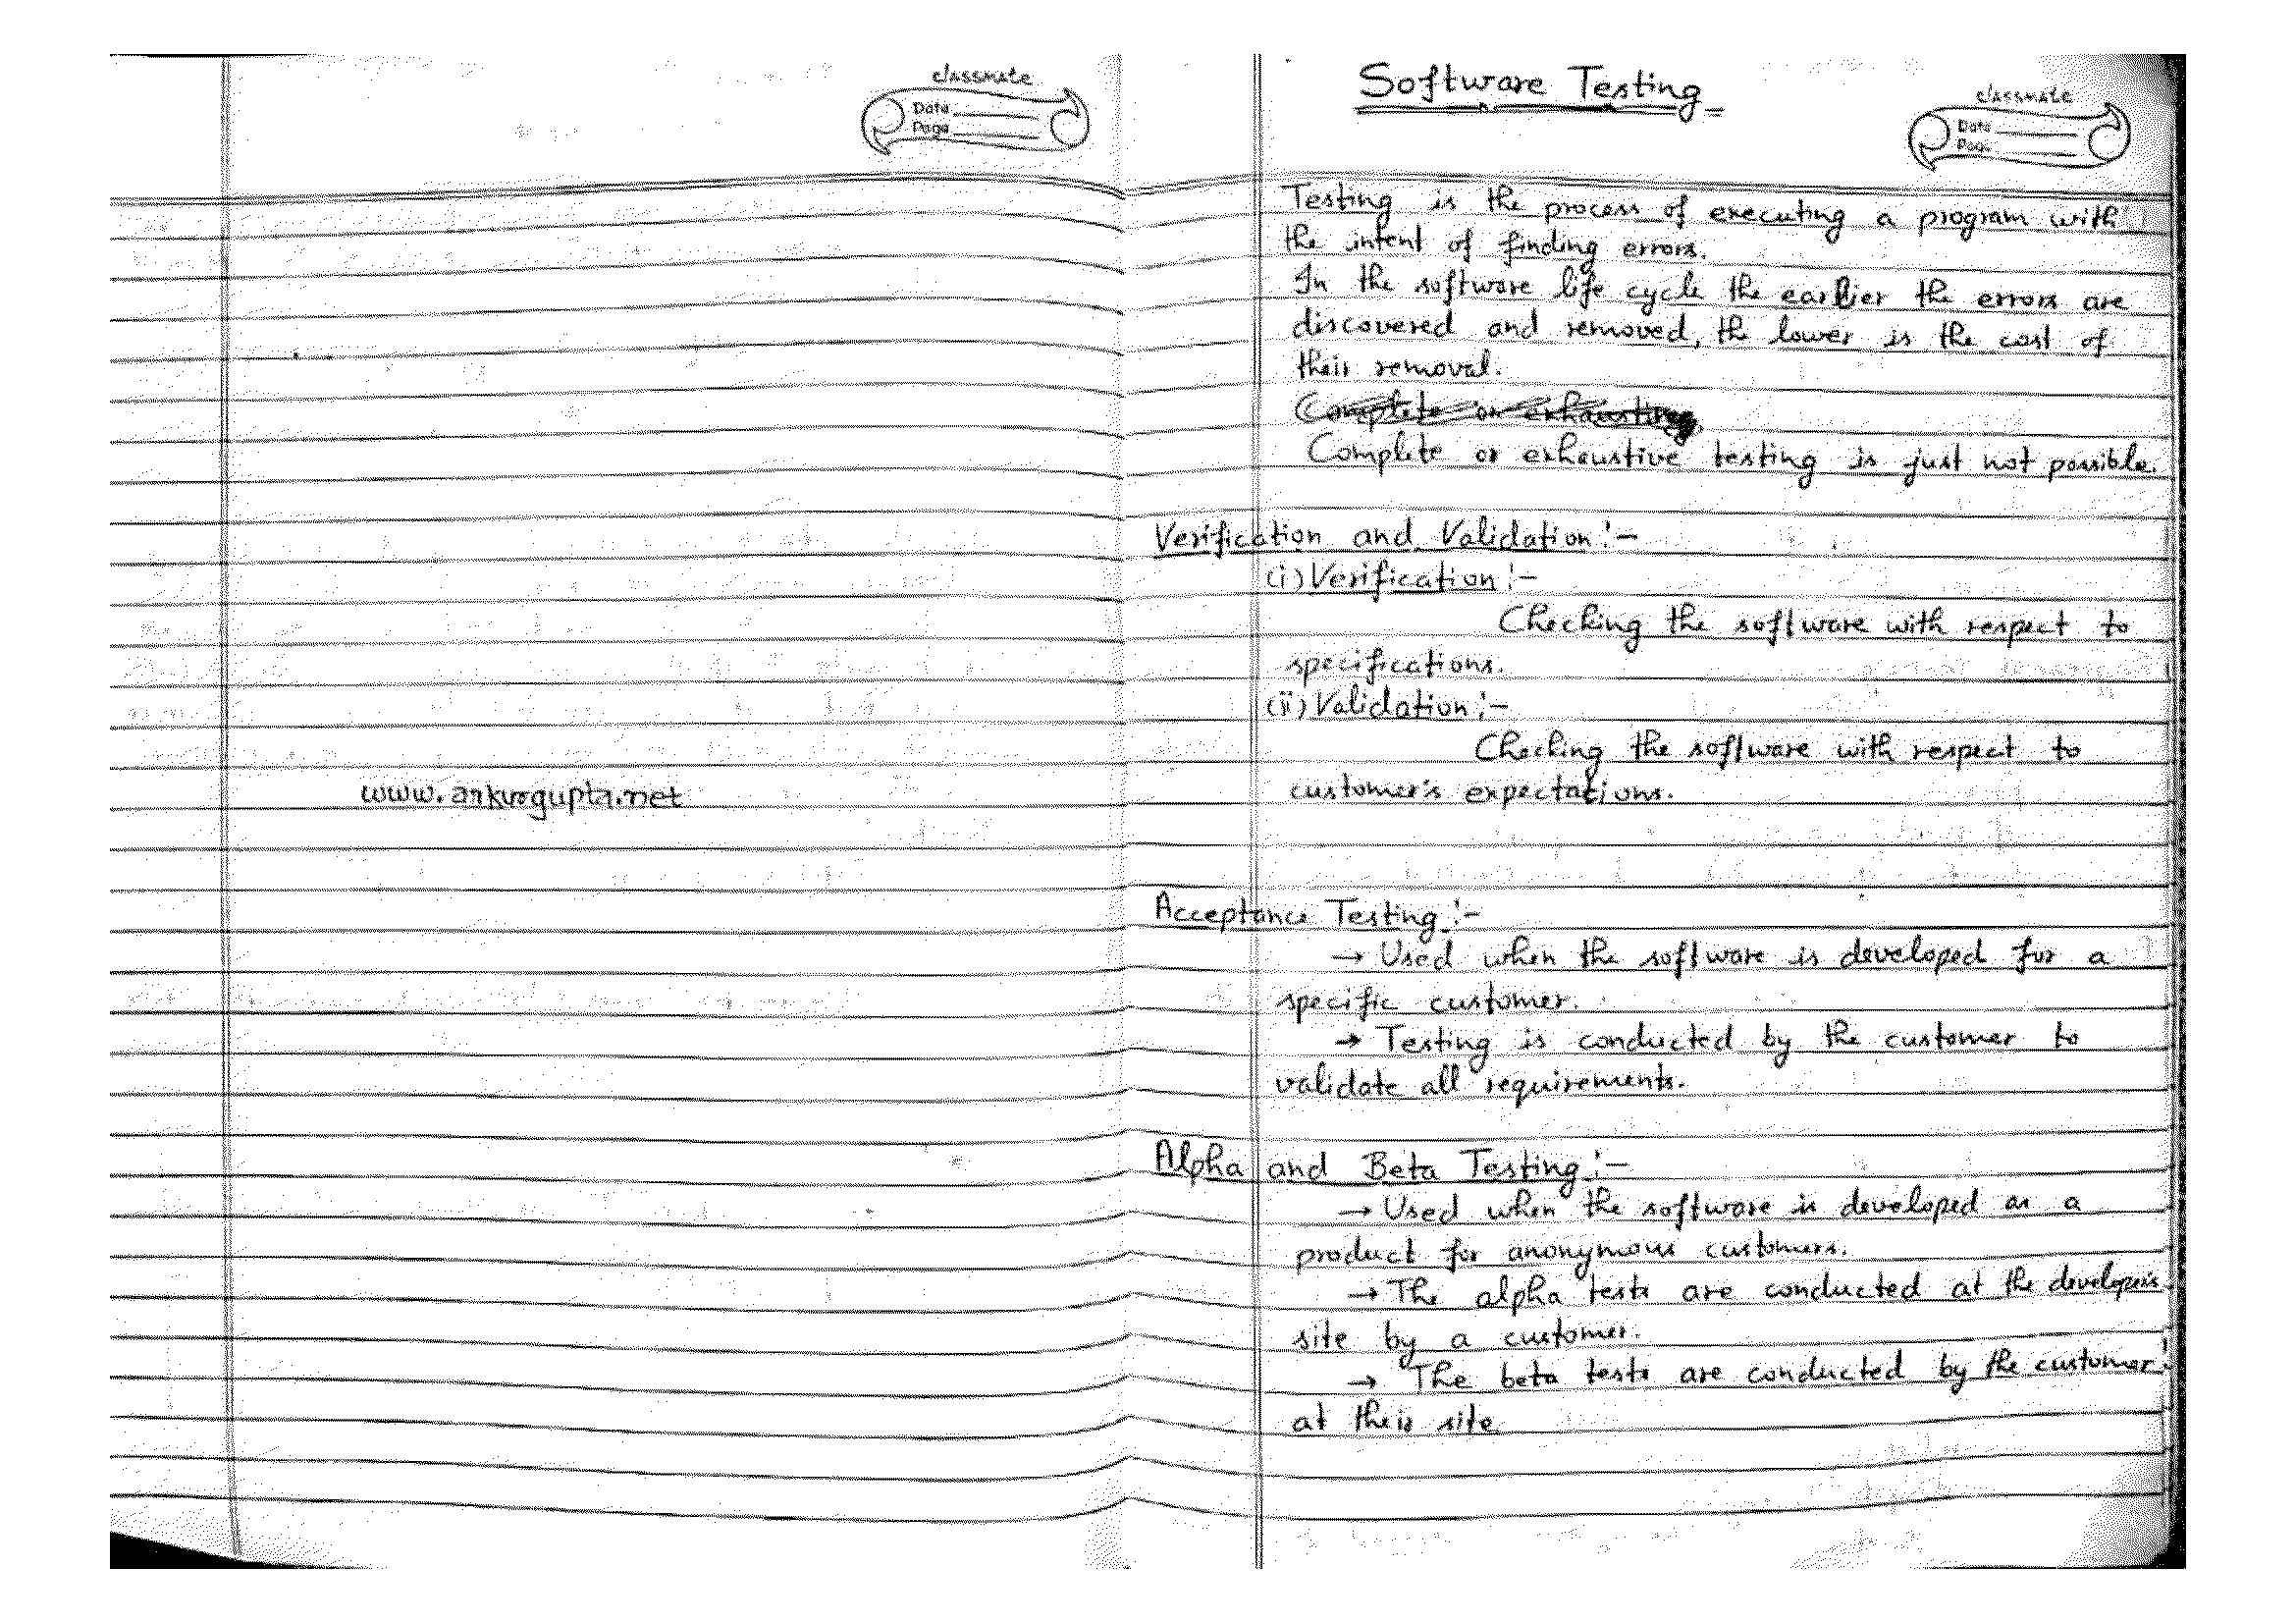 classmate
Date
Page
www.ankurgupta.net
Software Testing
classmate
Date
Page
Testing is the process of executing a program with
the intent of finding errors.
In the software life cycle the earlier the errors are
discovered and removed, the lower is the cost of
their removal.
Complete or exhaustive
Complete or exhaustive testing is just not possible.
Verification and Validation:-
(i) Verification:-
Checking the software with respect to
specifications.
(ii) Validation:-
Checking the software with respect to
customer's expectations.
Acceptance Testing:-
→ Used when the software is developed for a
specific customer.
→ Testing is conducted by the customer to
validate all requirements.
Alpha and Beta Testing:-
→ Used when the software is developed as a
product for anonymous customers.
→ The alpha tests are conducted at the developer's
site by a customer.
→ The beta tests are conducted by the customer
at their site